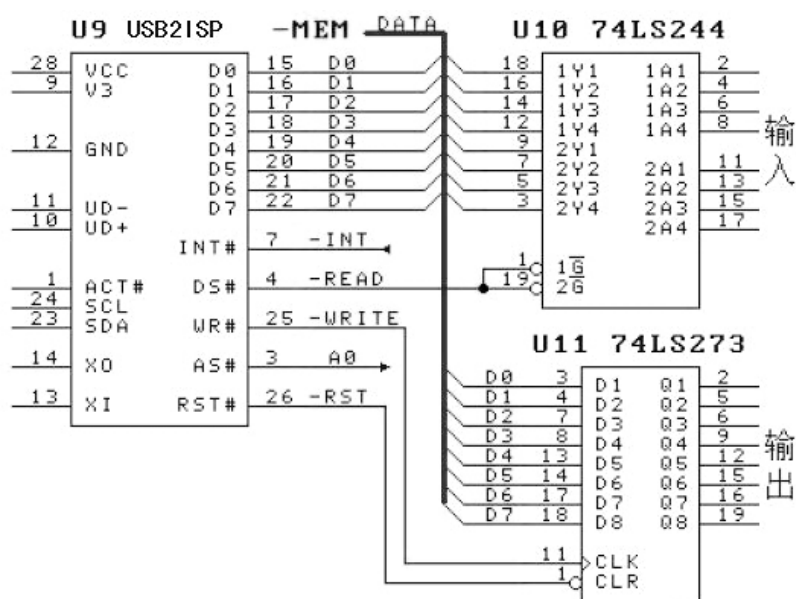 U9 USB2ISP -MEM DATA U10 74LS244
28 VCC D0 15 D0 18 1Y1 1A1 2
9 V3 D1 16 D1 16 1Y2 1A2 4
D2 17 D2 14 1Y3 1A3 6
D3 18 D3 12 1Y4 1A4 8
12 GND D4 19 D4 9 2Y1
D5 20 D5 7 2Y2 2A1 11
D6 21 D6 5 2Y3 2A2 13
11 UD- D7 22 D7 3 2Y4 2A3 15
10 UD+ 2A4 17
输入
INT# 7 -INT
1 1G
1 ACT# DS# 4 -READ 19 2G
24 SCL
23 SDA WR# 25 -WRITE
U11 74LS273
14 XO AS# 3 A0
13 XI RST# 26 -RST
D0 3 D1 Q1 2
D1 4 D2 Q2 5
D2 7 D3 Q3 6
D3 8 D4 Q4 9
D4 13 D5 Q5 12
D5 14 D6 Q6 15
D6 17 D7 Q7 16
D7 18 D8 Q8 19
输出
11 CLK
1 CLR